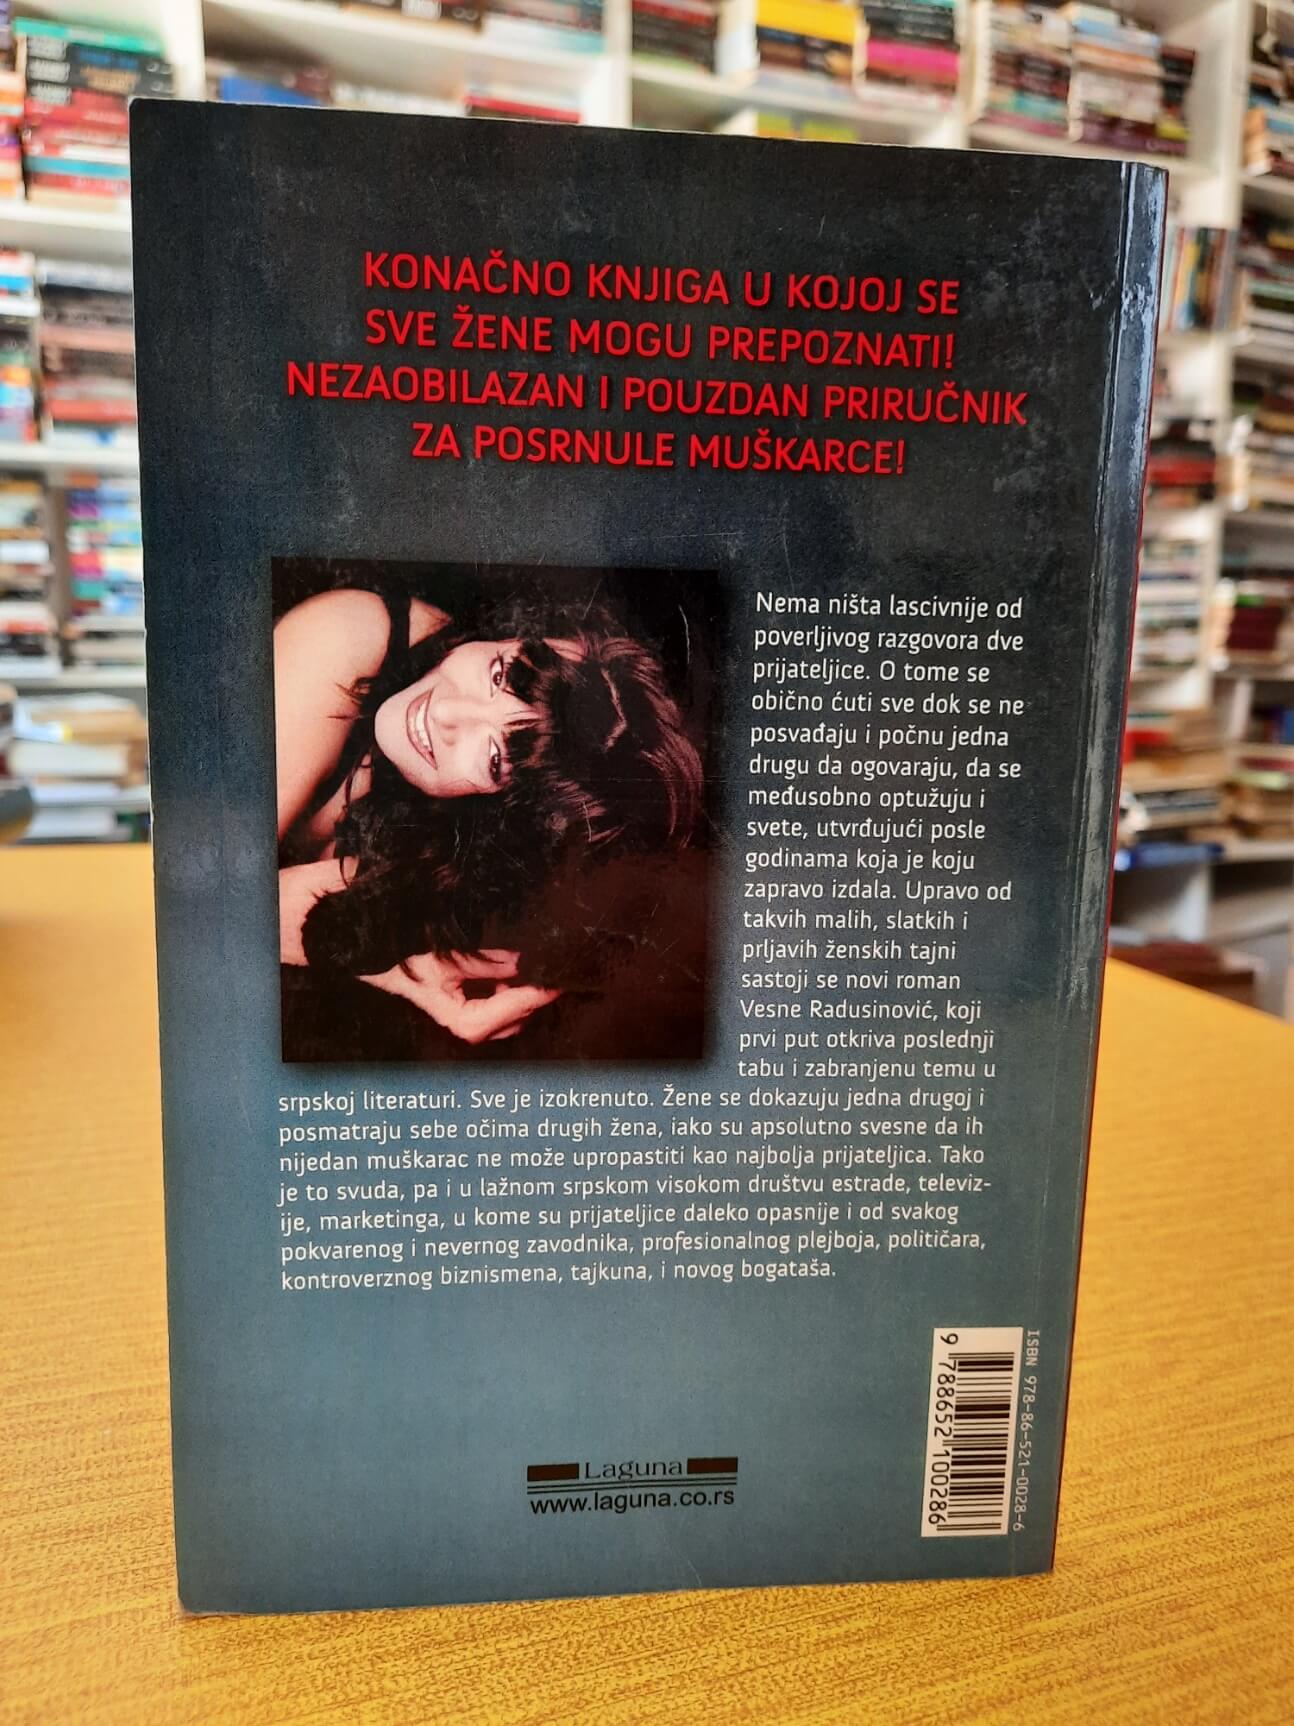 KONAČNO KNJIGA U KOJOJ SE
SVE ŽENE MOGU PREPOZNATI!
NEZAOBILAZAN I POUZDAN PRIRUČNIK
ZA POSRNULE MUŠKARCE!
Nema ništa lascivnije od
poverljivog razgovora dve
prijateljice. O tome se
obično ćuti sve dok se ne
posvađaju i počnu jedna
drugu da ogovaraju, da se
međusobno optužuju i
svete, utvrđujući posle
godinama koja je koju
zapravo izdala. Upravo od
takvih malih, slatkih i
prljavih ženskih tajni
sastoji se novi roman
Vesne Radusinović, koji
prvi put otkriva poslednji
tabu i zabranjenu temu u
srpskoj literaturi. Sve je izokrenuto. Žene se dokazuju jedna drugoj i
posmatraju sebe očima drugih žena, iako su apsolutno svesne da ih
nijedan muškarac ne može upropastiti kao najbolja prijateljica. Tako
je to svuda, pa i u lažnom srpskom visokom društvu estrade, televiz-
ije, marketinga, u kome su prijateljice daleko opasnije i od svakog
pokvarenog i nevernog zavodnika, profesionalnog plejboja, političara,
kontroverznog biznismena, tajkuna, i novog bogataša.
ISBN 978-86-521-0028-6
9 788652 100286
Laguna
www.laguna.co.rs